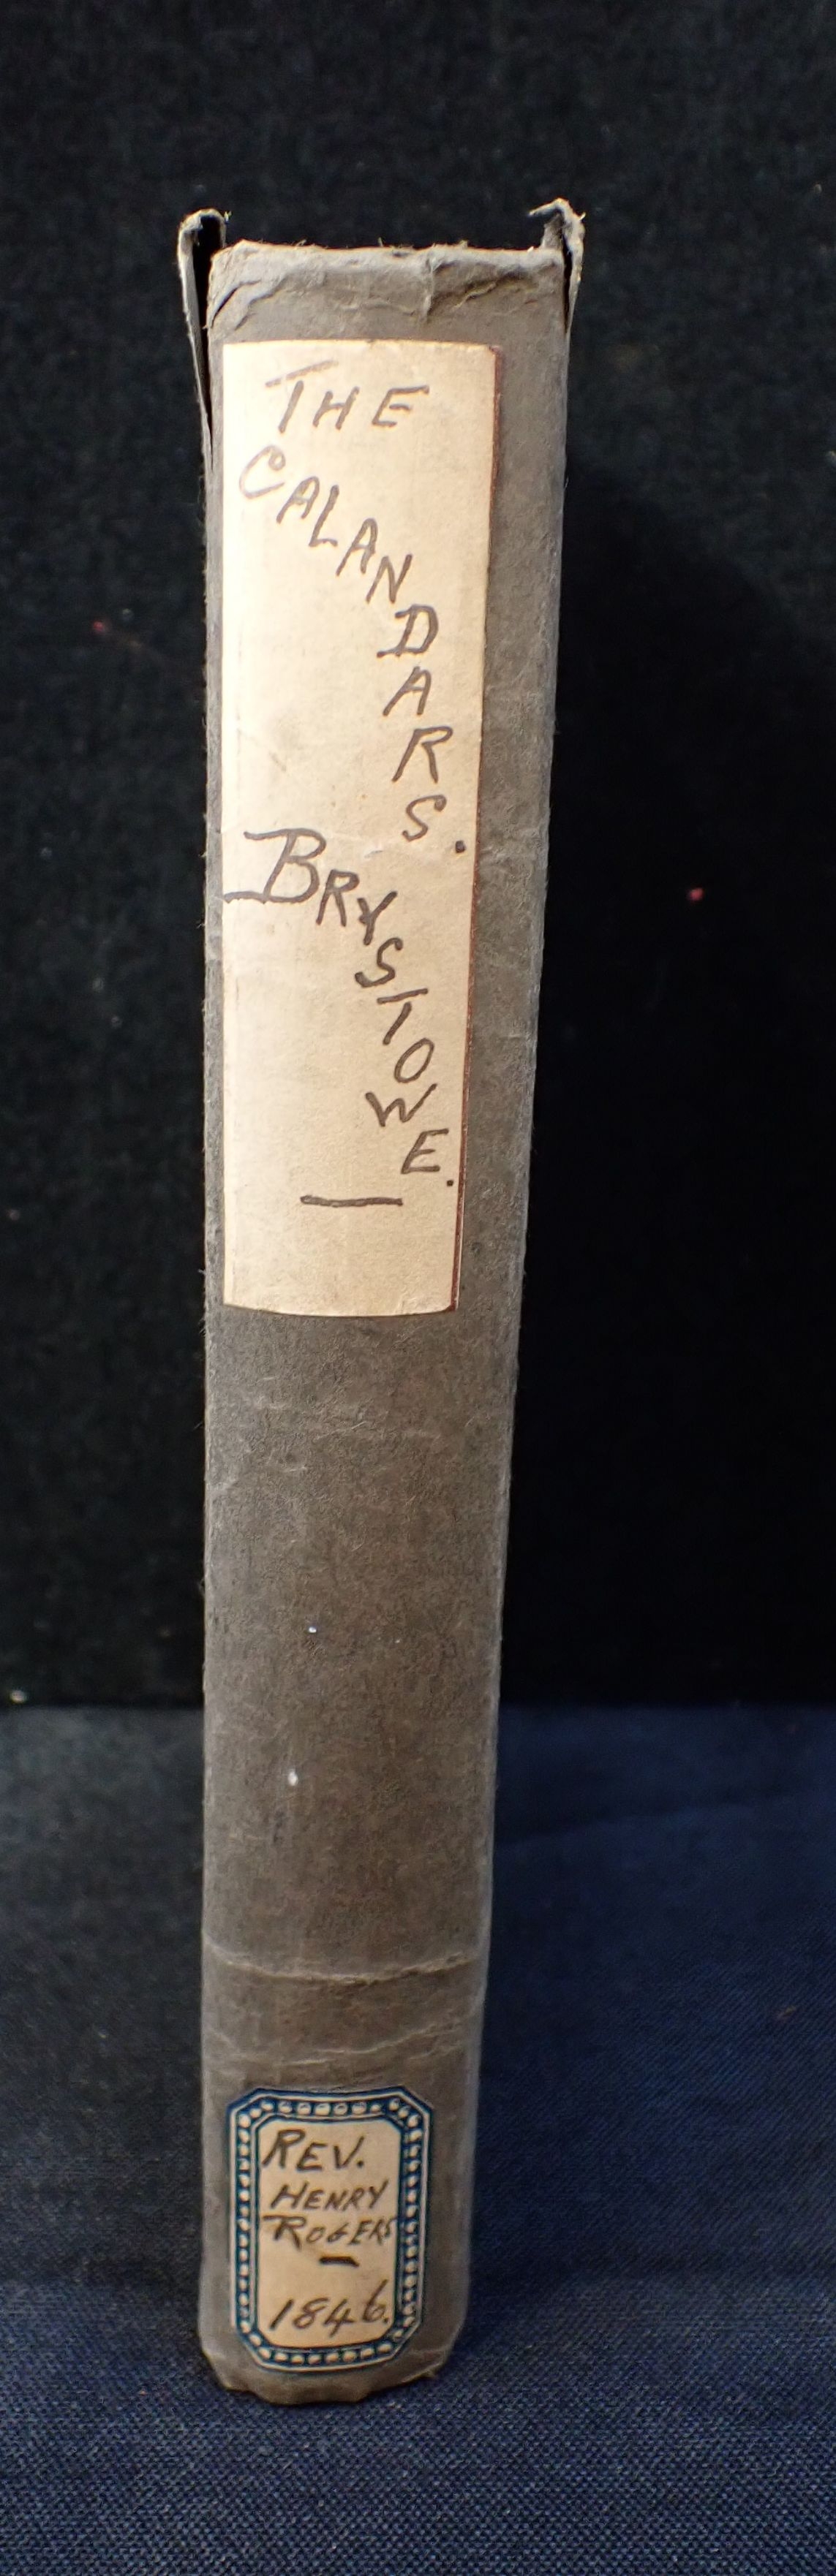 THE
CALANDARS.
BRYSTOWE.
—
REV.
HENRY
ROGERS
—
1846.